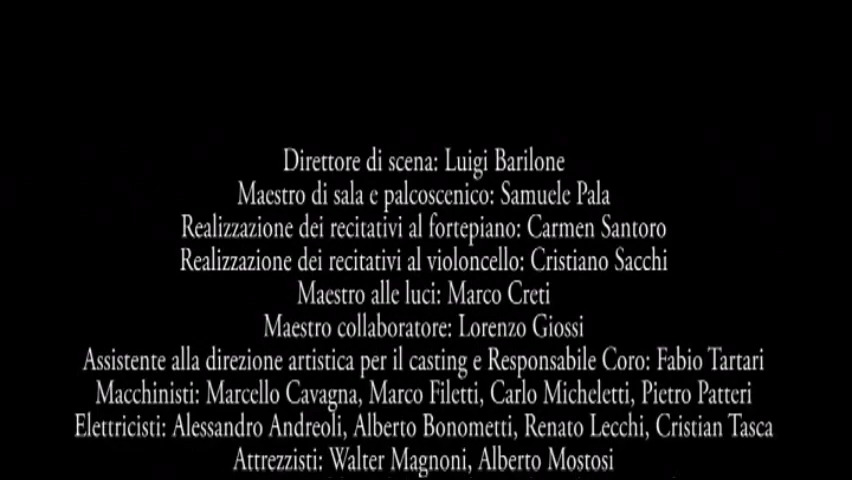 Direttore di scena: Luigi Barilone
Maestro di sala e palcoscenico: Samuele Pala
Realizzazione dei recitativi al fortepiano: Carmen Santoro
Realizzazione dei recitativi al violoncello: Cristiano Sacchi
Maestro alle luci: Marco Creti
Maestro collaboratore: Lorenzo Giossi
Assistente alla direzione artistica per il casting e Responsabile Coro: Fabio Tartari
Macchinisti: Marcello Cavagna, Marco Filetti, Carlo Micheletti, Pietro Patteri
Elettricisti: Alessandro Andreoli, Alberto Bonometti, Renato Lecchi, Cristian Tasca
Attrezzisti: Walter Magnoni, Alberto Mostosi